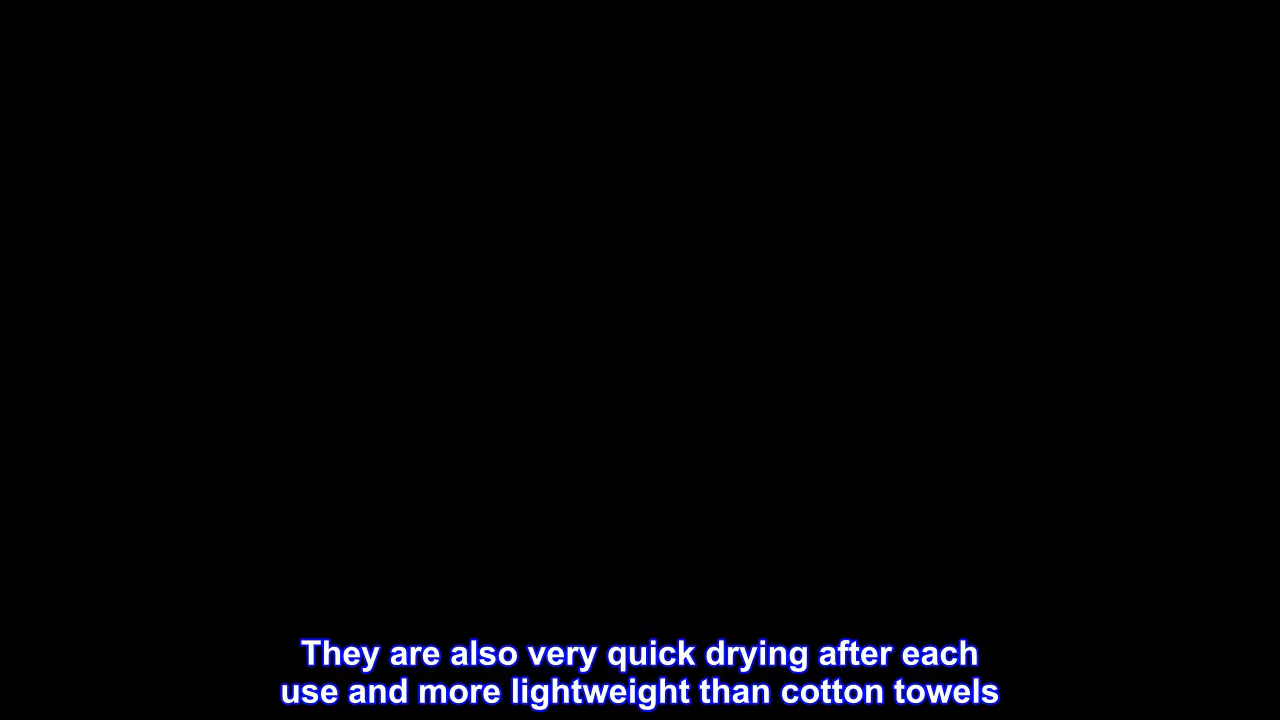 They are also very quick drying after each
use and more lightweight than cotton towels